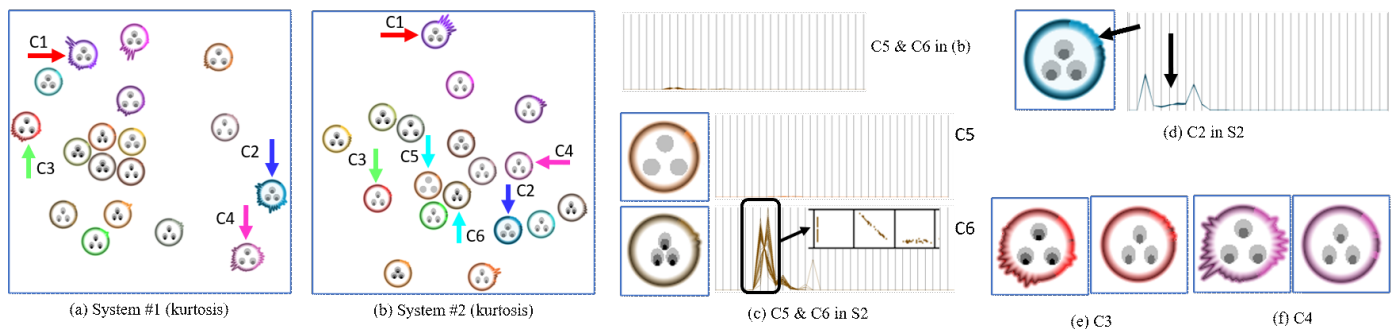 C1
C3
C2
C4
(a) System #1 (kurtosis)
C1
C3
C5
C4
C2
C6
(b) System #2 (kurtosis)
C5 & C6 in (b)
C5
C6
(c) C5 & C6 in S2
(d) C2 in S2
(e) C3
(f) C4